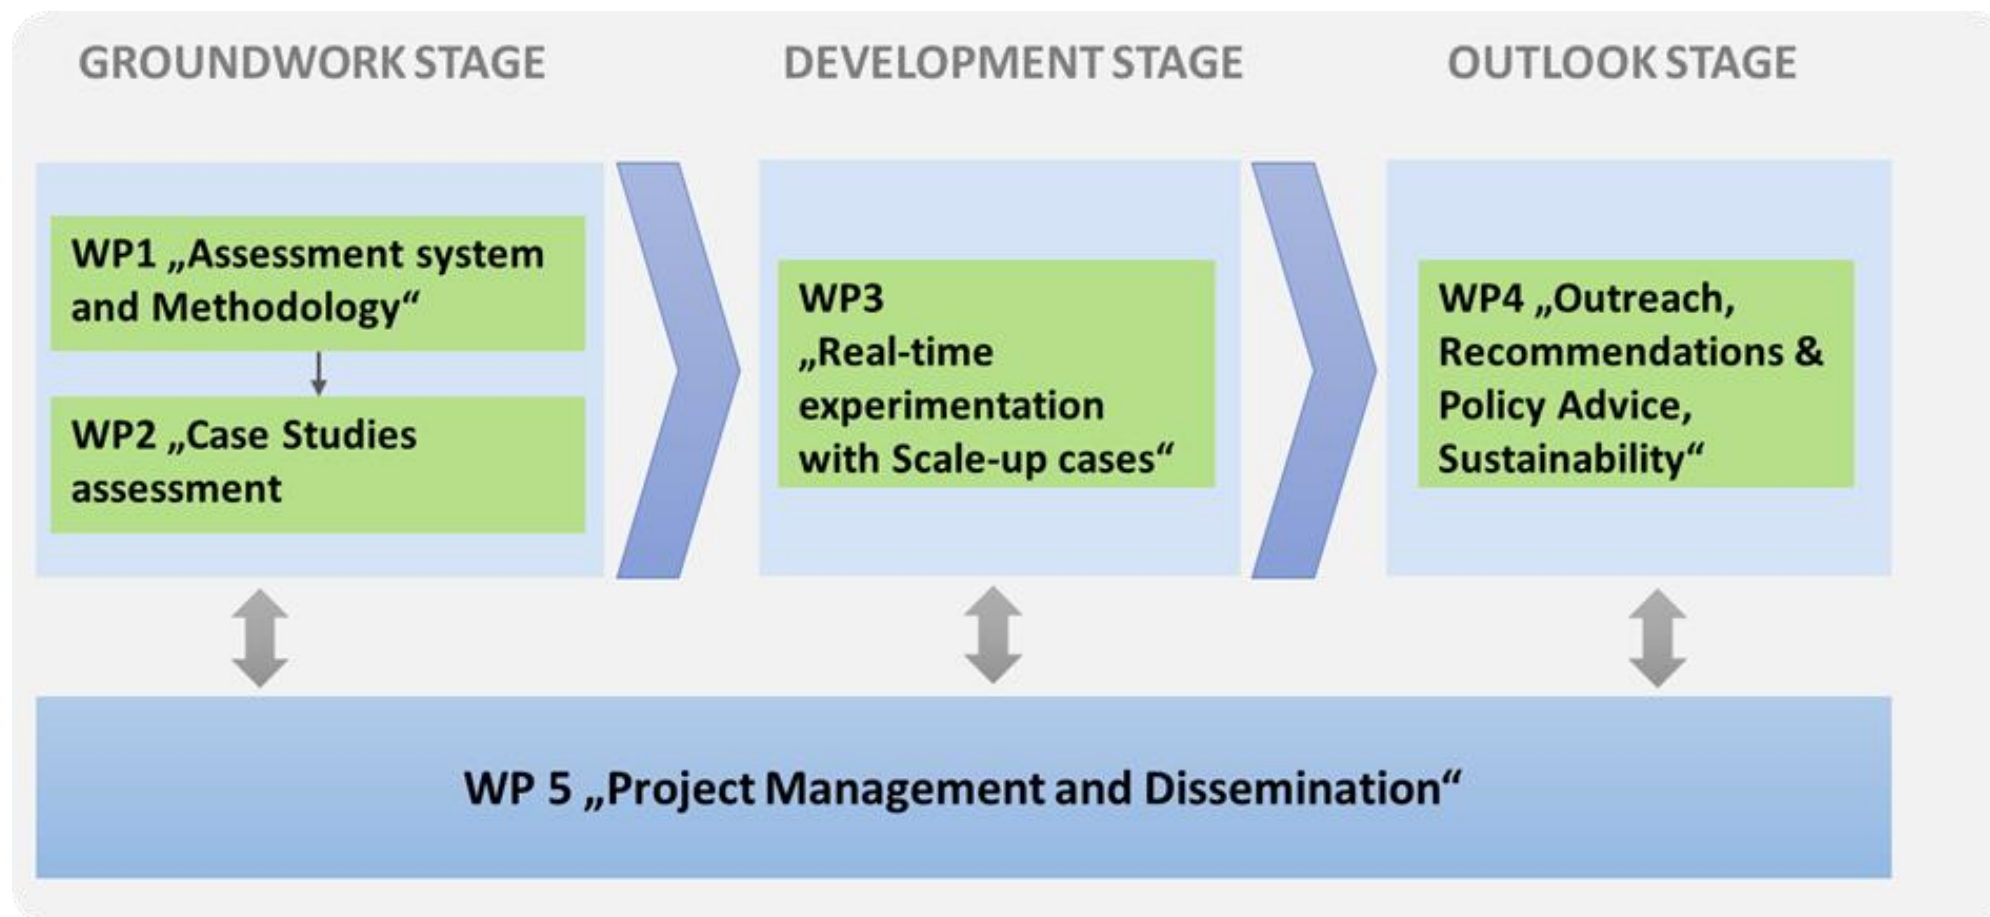 GROUNDWORK STAGE
DEVELOPMENT STAGE
OUTLOOK STAGE
WP1 „Assessment system
and Methodology“
WP2 „Case Studies
assessment
WP3
„Real-time
experimentation
with Scale-up cases“
WP4 „Outreach,
Recommendations &
Policy Advice,
Sustainability“
WP 5 „Project Management and Dissemination“